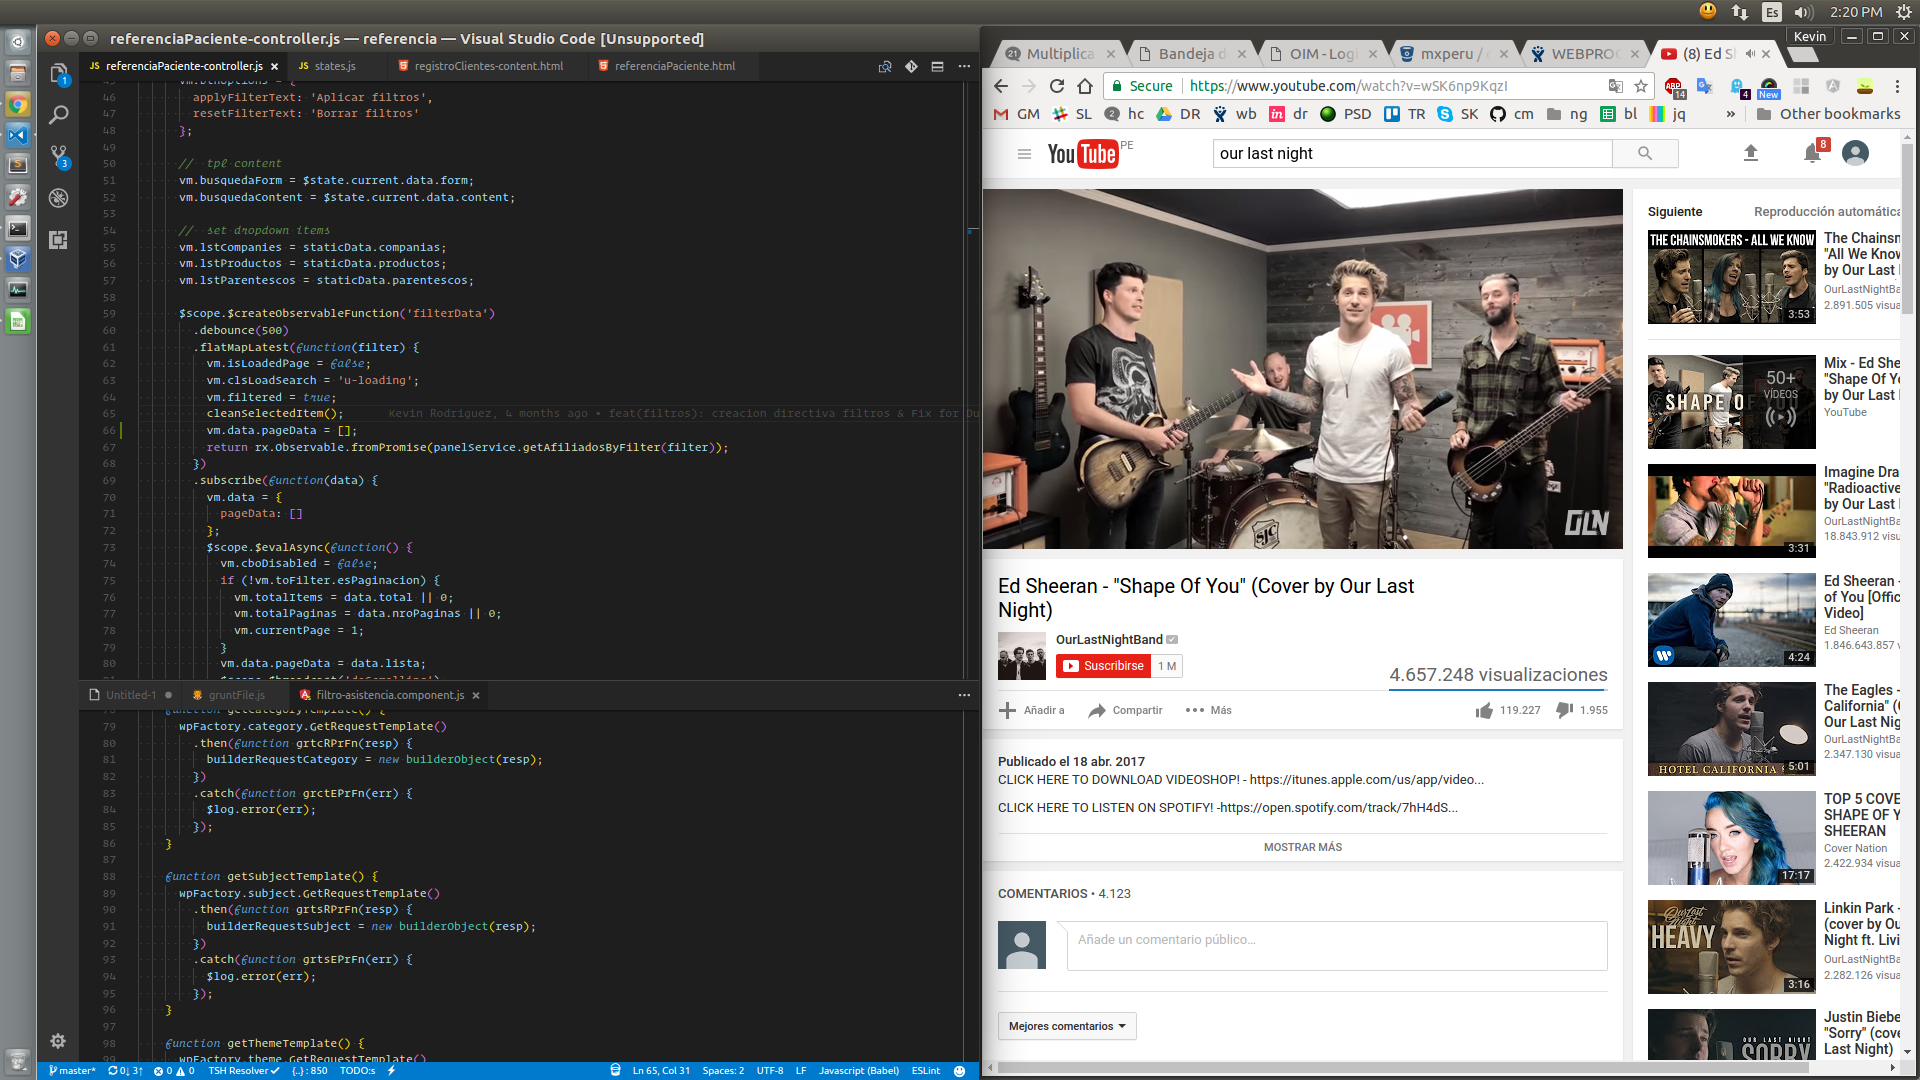 Es
2:20 PM
referenciaPaciente-controller.js — referencia — Visual Studio Code [Unsupported]
JS referenciaPaciente-controller.js ×
JS states.js
registroClientes-content.html
referenciaPaciente.html
46 applyFilterText: 'Aplicar filtros',
47 resetFilterText: 'Borrar filtros'
48 };
49
50 // tpl content
51 vm.busquedaForm = $state.current.data.form;
52 vm.busquedaContent = $state.current.data.content;
53
54 // set dropdown items
55 vm.lstCompanies = staticData.companias;
56 vm.lstProductos = staticData.productos;
57 vm.lstParentescos = staticData.parentescos;
58
59 $scope.$createObservableFunction('filterData')
60 .debounce(500)
61 .flatMapLatest(function(filter) {
62 vm.isLoadedPage = false;
63 vm.clsLoadSearch = 'u-loading';
64 vm.filtered = true;
65 cleanSelectedItem(); Kevin Rodriguez, 4 months ago • feat(filtros): creacion directiva filtros & Fix for Du
66 vm.data.pageData = [];
67 return rx.Observable.fromPromise(panelService.getAfiliadosByFilter(filter));
68 })
69 .subscribe(function(data) {
70 vm.data = {
71 pageData: []
72 };
73 $scope.$evalAsync(function() {
74 vm.cboDisabled = false;
75 if (!vm.toFilter.esPaginacion) {
76 vm.totalItems = data.total || 0;
77 vm.totalPaginas = data.nroPaginas || 0;
78 vm.currentPage = 1;
79 }
80 vm.data.pageData = data.lista;
Untitled-1
gruntFile.js
filtro-asistencia.component.js ×
78 function getCategoryTemplate() {
79 wpFactory.category.GetRequestTemplate()
80 .then(function grtcRPrFn(resp) {
81 builderRequestCategory = new builderObject(resp);
82 })
83 .catch(function grctEPrFn(err) {
84 $log.error(err);
85 });
86 }
87
88 function getSubjectTemplate() {
89 wpFactory.subject.GetRequestTemplate()
90 .then(function grtsRPrFn(resp) {
91 builderRequestSubject = new builderObject(resp);
92 })
93 .catch(function grtsEPrFn(err) {
94 $log.error(err);
95 });
96 }
97
98 function getThemeTemplate() {
99 wpFactory.theme.GetRequestTemplate()
master* 0↓ 3↑ 0 0 TSH Resolver {..} : 850 TODO:s
Ln 65, Col 31 Spaces: 2 UTF-8 LF Javascript (Babel) ESLint
Kevin
Multiplica
Bandeja d
OIM - Logi
mxperu /
WEBPROC
(8) Ed S
Secure https://www.youtube.com/watch?v=wSK6np9KqzI
14
4
New
GM SL hc DR wb dr PSD TR SK cm ng bl jq » Other bookmarks
YouTube PE
our last night
8
OLN
SJC
Ed Sheeran - "Shape Of You" (Cover by Our Last
Night)
OurLastNightBand
Suscribirse 1 M
4.657.248 visualizaciones
Añadir a Compartir Más
119.227 1.955
Publicado el 18 abr. 2017
CLICK HERE TO DOWNLOAD VIDEOSHOP! - https://itunes.apple.com/us/app/video...
CLICK HERE TO LISTEN ON SPOTIFY! -https://open.spotify.com/track/7hH4dS...
MOSTRAR MÁS
COMENTARIOS • 4.123
Añade un comentario público...
Mejores comentarios
Siguiente
Reproducción automática
THE CHAINSMOKERS - ALL WE KNOW
3:53
The Chainsm
"All We Know
by Our Last
OurLastNightBa
2.891.505 visua
SHAPE O
50+
VIDEOS
Mix - Ed Shee
"Shape Of Yo
by Our Last
YouTube
3:31
Imagine Dra
"Radioactive
by Our Last
OurLastNightBa
18.843.912 visu
4:24
Ed Sheeran -
of You [Offic
Video]
Ed Sheeran
1.846.643.857 v
HOTEL CALIFORNIA
5:01
The Eagles -
California" (
Our Last Nig
OurLastNightBa
2.347.130 visua
17:17
TOP 5 COVE
SHAPE OF Y
SHEERAN
Cover Nation
2.422.934 visua
Our Last Night
HEAVY
3:16
Linkin Park -
(cover by Ou
Night ft. Livi
OurLastNightBa
2.282.126 visua
OUR LAST NIGHT
SORRY
Justin Biebe
"Sorry" (cove
Last Night)